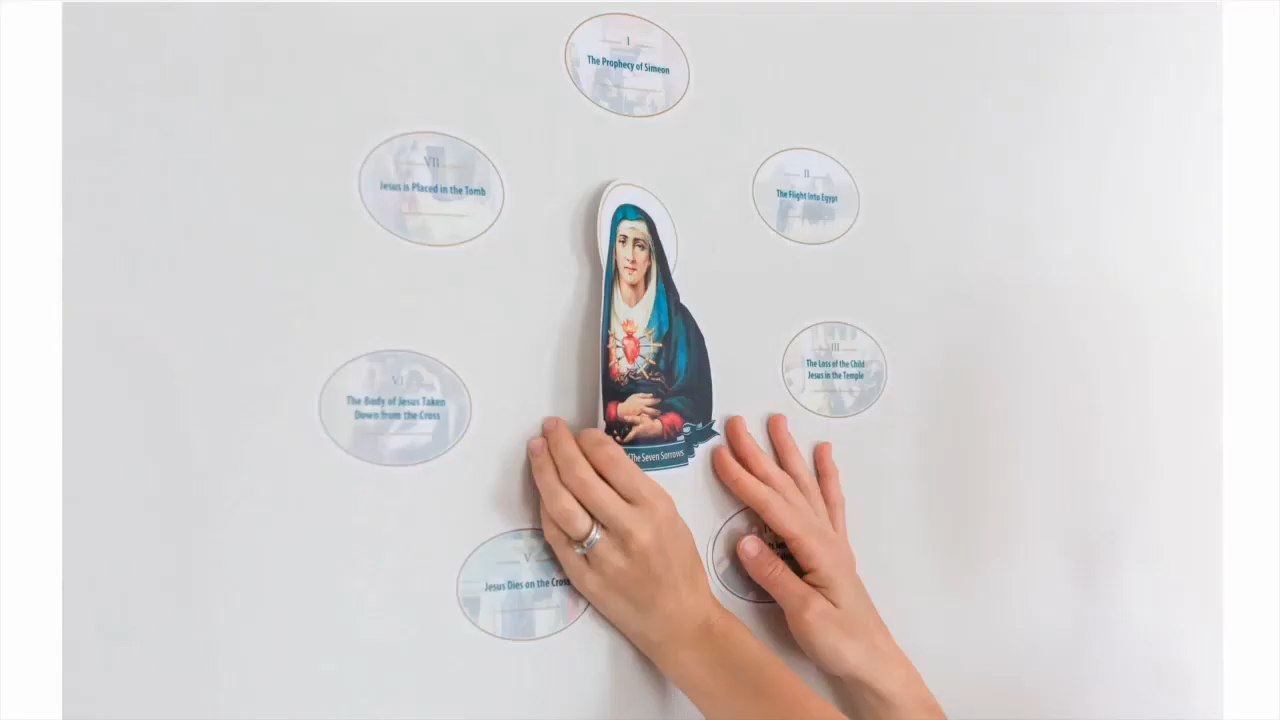 I
The Prophecy of Simeon
II
The Flight Into Egypt
III
The Loss of the Child
Jesus in the Temple
V
Jesus Dies on the Cross
VI
The Body of Jesus Taken
Down from the Cross
VII
Jesus is Placed in the Tomb
The Seven Sorrows